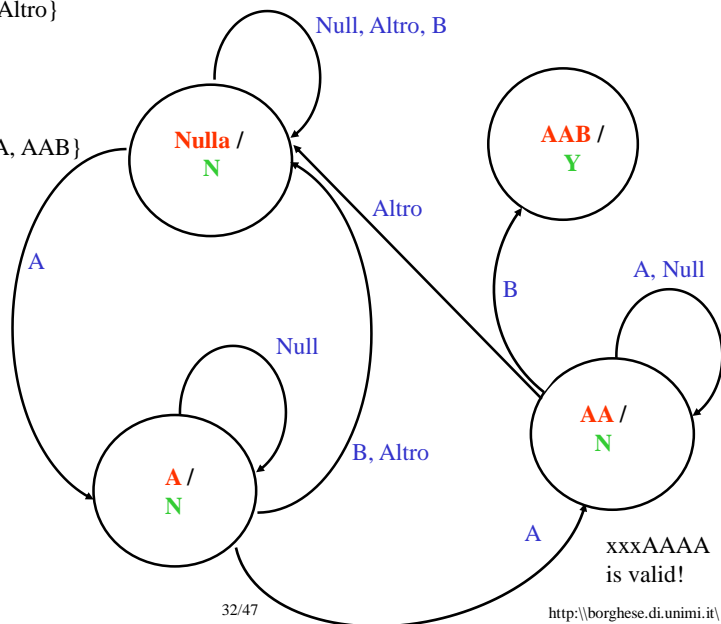 Altro}
Null, Altro, B
Nulla /
N
AAB /
Y
A, AAB}
Altro
A
B
A, Null
Null
AA /
N
B, Altro
A /
N
A
xxxAAAA
is valid!
32/47
http:\\borghese.di.unimi.it\